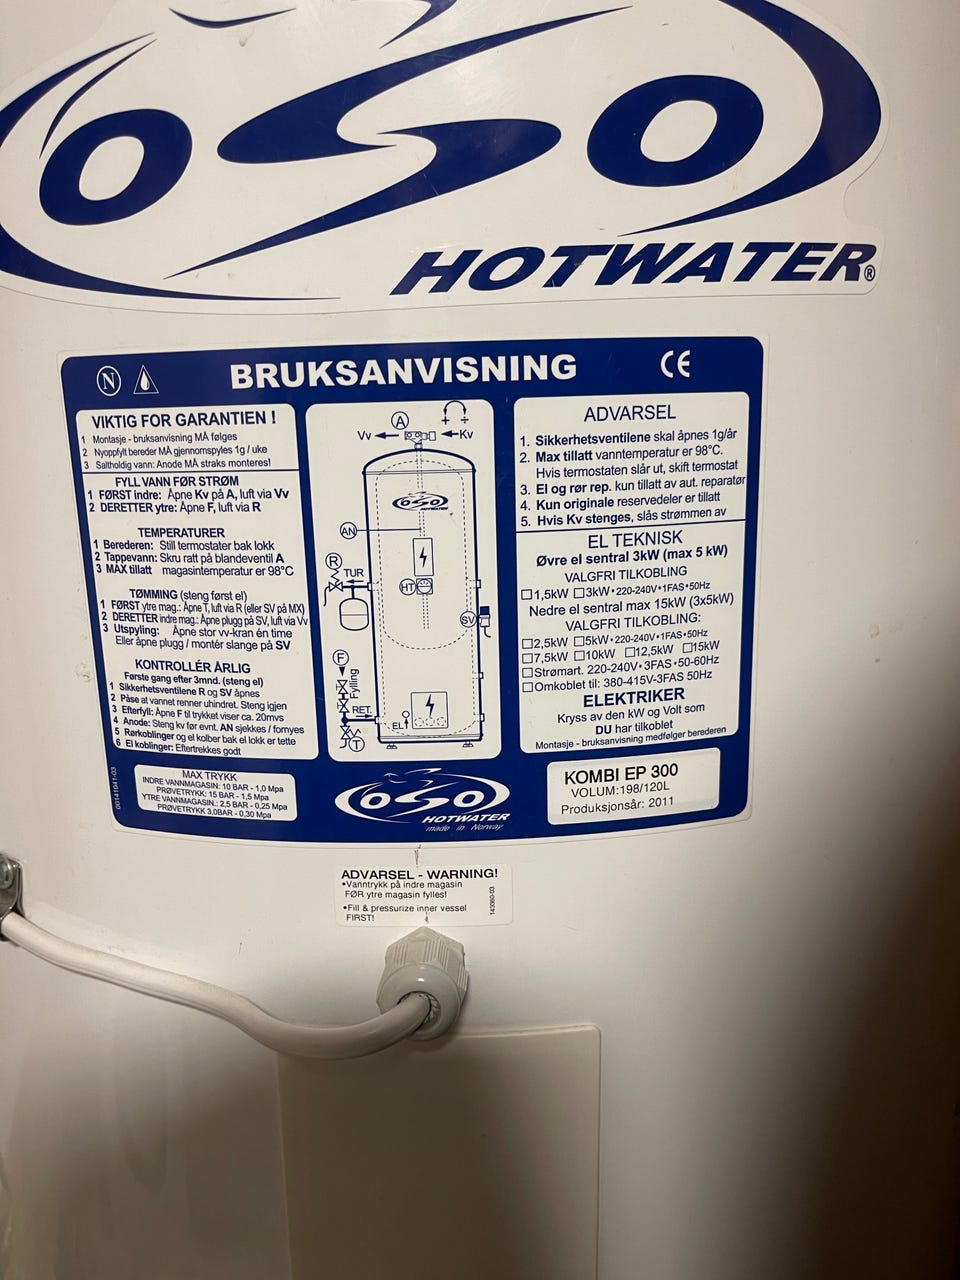 OSO
HOTWATER®
N
BRUKSANVISNING
CE
VIKTIG FOR GARANTIEN !
1 Montasje - bruksanvisning MÅ følges
2 Nyoppfylt bereder MÅ gjennomspyles 1g / uke
3 Saltholdig vann: Anode MÅ straks monteres!
FYLL VANN FØR STRØM
1 FØRST indre: Åpne Kv på A, luft via Vv
2 DERETTER ytre: Åpne F, luft via R
TEMPERATURER
1 Berederen: Still termostater bak lokk
2 Tappevann: Skru ratt på blandeventil A
3 MAX tillatt magasintemperatur er 98°C
TØMMING (steng først el)
1 FØRST ytre mag.: Åpne T, luft via R (eller SV på MX)
2 DERETTER indre mag.: Åpne plugg på SV, luft via Vv
3 Utspyling: Åpne stor vv-kran én time
Eller åpne plugg / montér slange på SV
KONTROLLÉR ÅRLIG
Første gang efter 3mnd. (steng el)
1 Sikkerhetsventilene R og SV åpnes
2 Påse at vannet renner uhindret. Steng igjen
3 Efterfyll: Åpne F til trykket viser ca. 20mvs
4 Anode: Steng kv før evnt. AN sjekkes / fornyes
5 Rørkoblinger og el kolber bak el lokk er tette
6 El koblinger: Eftertrekkes godt
00141041-03
MAX TRYKK
INDRE VANNMAGASIN: 10 BAR - 1,0 Mpa
PRØVETRYKK: 15 BAR - 1,5 Mpa
YTRE VANNMAGASIN.: 2,5 BAR - 0,25 Mpa
PRØVETRYKK 3,0BAR - 0,30 Mpa
A
Vv
Kv
OSO
HOTWATER
AN
R
TUR
HT
SV
F
Fylling
RET.
EL
T
OSO
HOTWATER
made in Norway
ADVARSEL
1. Sikkerhetsventilene skal åpnes 1g/år
2. Max tillatt vanntemperatur er 98°C.
Hvis termostaten slår ut, skift termostat
3. El og rør rep. kun tillatt av aut. reparatør
4. Kun originale reservedeler er tillatt
5. Hvis Kv stenges, slås strømmen av
EL TEKNISK
Øvre el sentral 3kW (max 5 kW)
VALGFRI TILKOBLING
☐1,5kW ☐3kW•220-240V•1FAS•50Hz
Nedre el sentral max 15kW (3x5kW)
VALGFRI TILKOBLING:
☐2,5kW ☐5kW•220-240V•1FAS•50Hz
☐7,5kW ☐10kW ☐12,5kW ☐15kW
☐Strømart. 220-240V•3FAS•50-60Hz
☐Omkoblet til: 380-415V-3FAS 50Hz
ELEKTRIKER
Kryss av den kW og Volt som
DU har tilkoblet
Montasje - bruksanvisning medfølger berederen
KOMBI EP 300
VOLUM:198/120L
Produksjonsår: 2011
ADVARSEL - WARNING!
•Vanntrykk på indre magasin
FØR ytre magasin fylles!
•Fill & pressurize inner vessel
FIRST!
143360-03